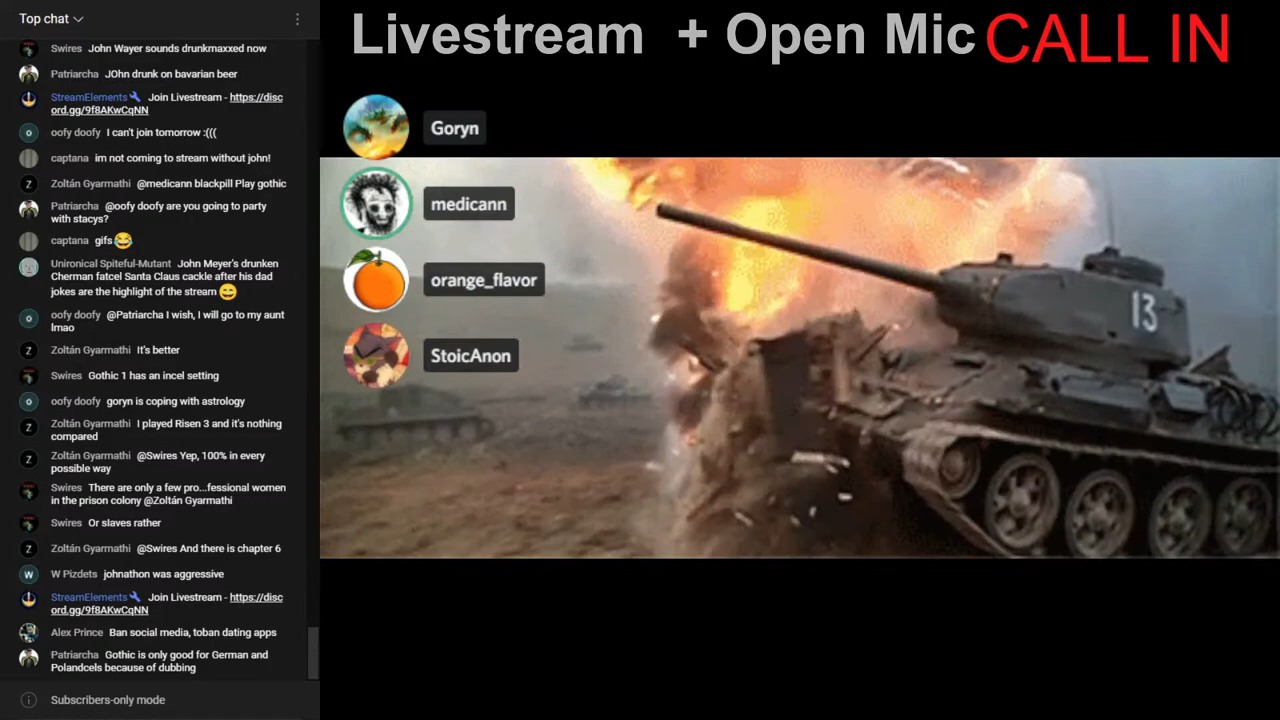 Top chat
Swires John Wayer sounds drunkmaxxed now
Patriarcha JOhn drunk on bavarian beer
StreamElements Join Livestream - https://disc
ord.gg/9f8AKwCqNN
oofy doofy I can't join tomorrow :(((
captana im not coming to stream without john!
Zoltán Gyarmathi @medicann blackpill Play gothic
Patriarcha @oofy doofy are you going to party
with stacys?
captana gifs😂
Unironical Spiteful-Mutant John Meyer's drunken
Cherman fatcel Santa Claus cackle after his dad
jokes are the highlight of the stream 😄
oofy doofy @Patriarcha I wish, I will go to my aunt
lmao
Zoltán Gyarmathi It's better
Swires Gothic 1 has an incel setting
oofy doofy goryn is coping with astrology
Zoltán Gyarmathi I played Risen 3 and it's nothing
compared
Zoltán Gyarmathi @Swires Yep, 100% in every
possible way
Swires There are only a few pro...fessional women
in the prison colony @Zoltán Gyarmathi
Swires Or slaves rather
Zoltán Gyarmathi @Swires And there is chapter 6
W Pizdets johnathon was aggressive
StreamElements Join Livestream - https://disc
ord.gg/9f8AKwCqNN
Alex Prince Ban social media, toban dating apps
Patriarcha Gothic is only good for German and
Polandcels because of dubbing
Subscribers-only mode
Livestream + Open Mic CALL IN
Goryn
medicann
orange_flavor
StoicAnon
13